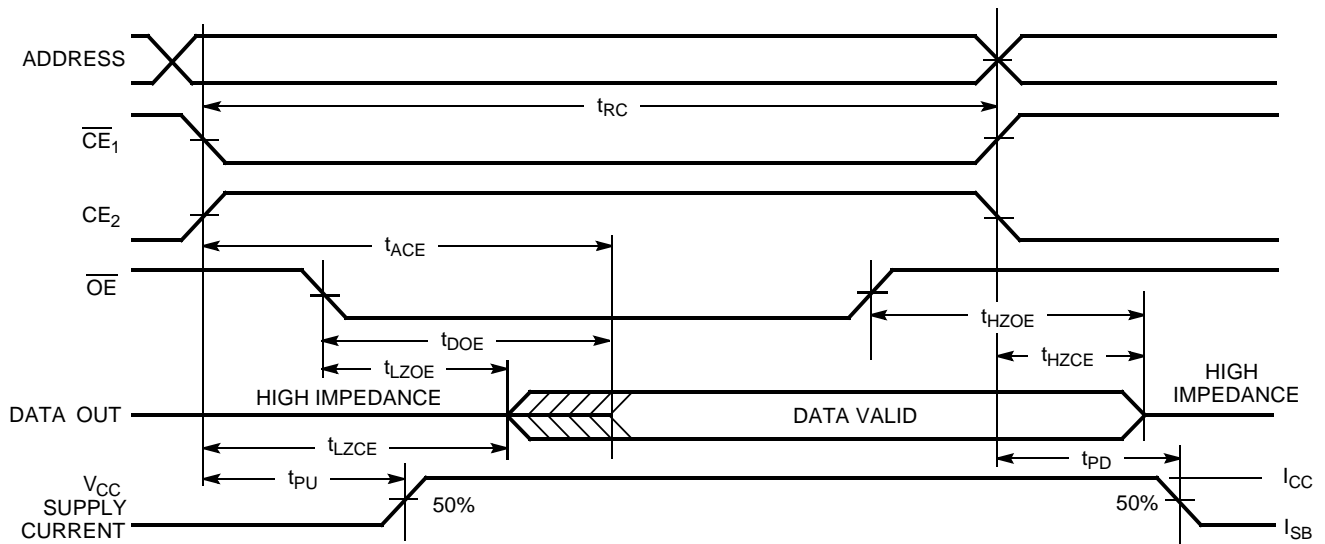 ADDRESS
tRC
CE1
CE2
tACE
OE
tHZOE
tDOE
tHZCE
tLZOE
HIGH IMPEDANCE
HIGH
IMPEDANCE
DATA OUT
DATA VALID
tLZCE
tPD
tPU
VCC
SUPPLY
CURRENT
50%
50%
ICC
ISB